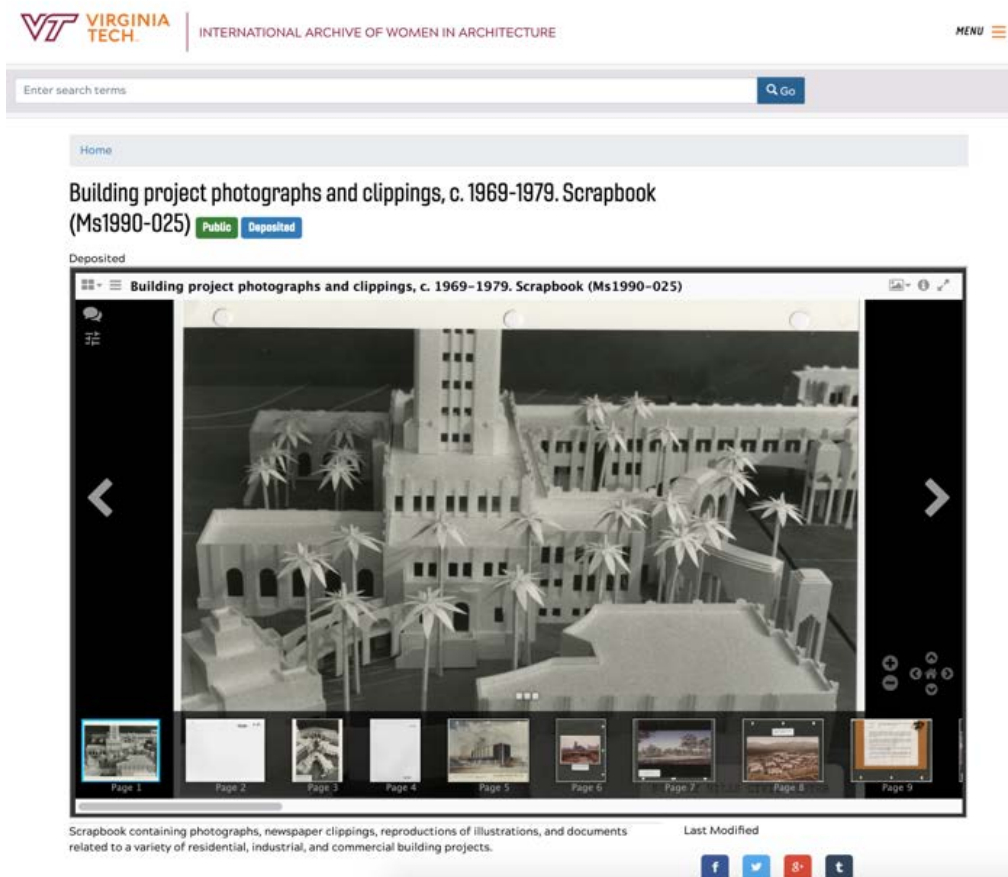 VT VIRGINIA
TECH.
INTERNATIONAL ARCHIVE OF WOMEN IN ARCHITECTURE
MENU
Enter search terms
Go
Home
Building project photographs and clippings, c. 1969-1979. Scrapbook
(Ms1990-025) Public Deposited
Deposited
Building project photographs and clippings, c. 1969-1979. Scrapbook (Ms1990-025)
Page 1 Page 2 Page 3 Page 4 Page 5 Page 6 Page 7 Page 8 Page 9
Scrapbook containing photographs, newspaper clippings, reproductions of illustrations, and documents
related to a variety of residential, industrial, and commercial building projects.
Last Modified
f 8+ t